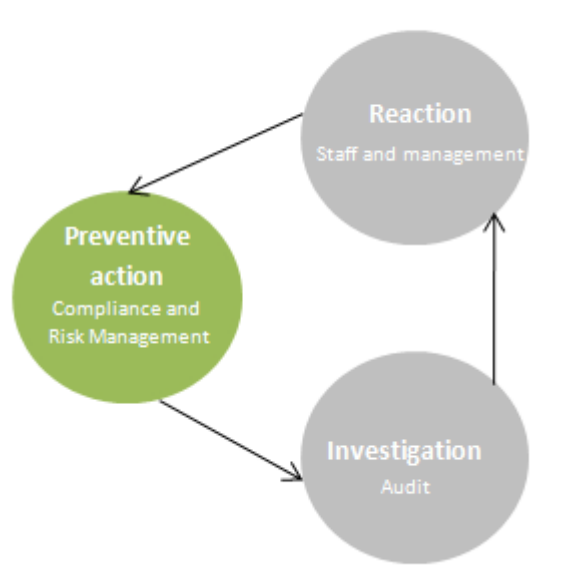 Reaction
Staff and management
Preventive
action
Compliance and
Risk Management
Investigation
Audit